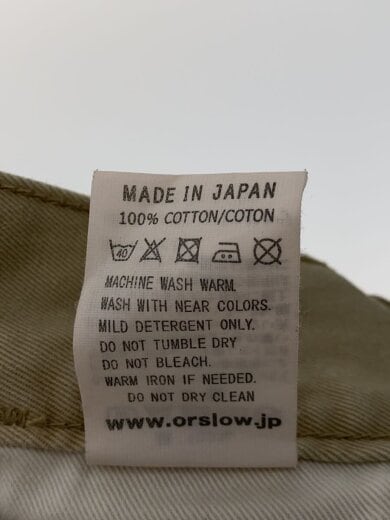 MADE IN JAPAN
100% COTTON/COTON
40
MACHINE WASH WARM.
WASH WITH NEAR COLORS.
MILD DETERGENT ONLY.
DO NOT TUMBLE DRY
DO NOT BLEACH.
WARM IRON IF NEEDED.
DO NOT DRY CLEAN
www.orslow.jp